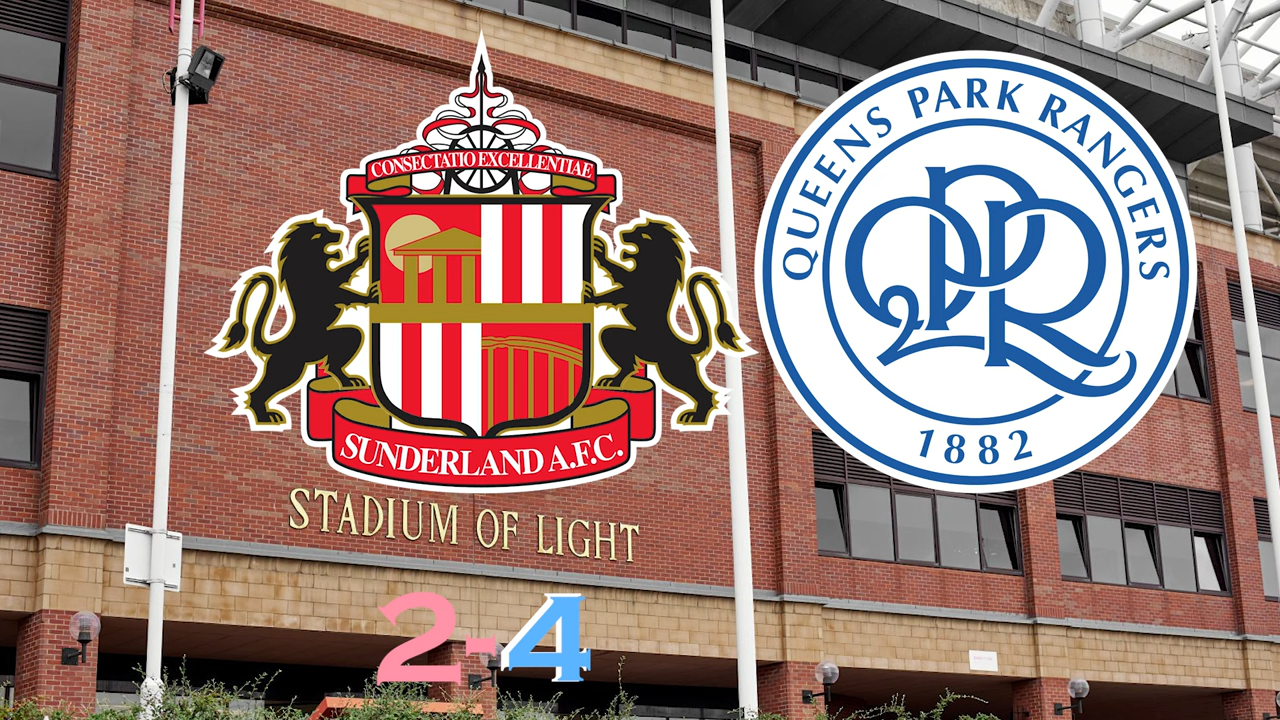 CONSECTATIO EXCELLENTIAE
SUNDERLAND A.F.C.
QUEENS PARK RANGERS
QPR
1882
STADIUM OF LIGHT
2-4